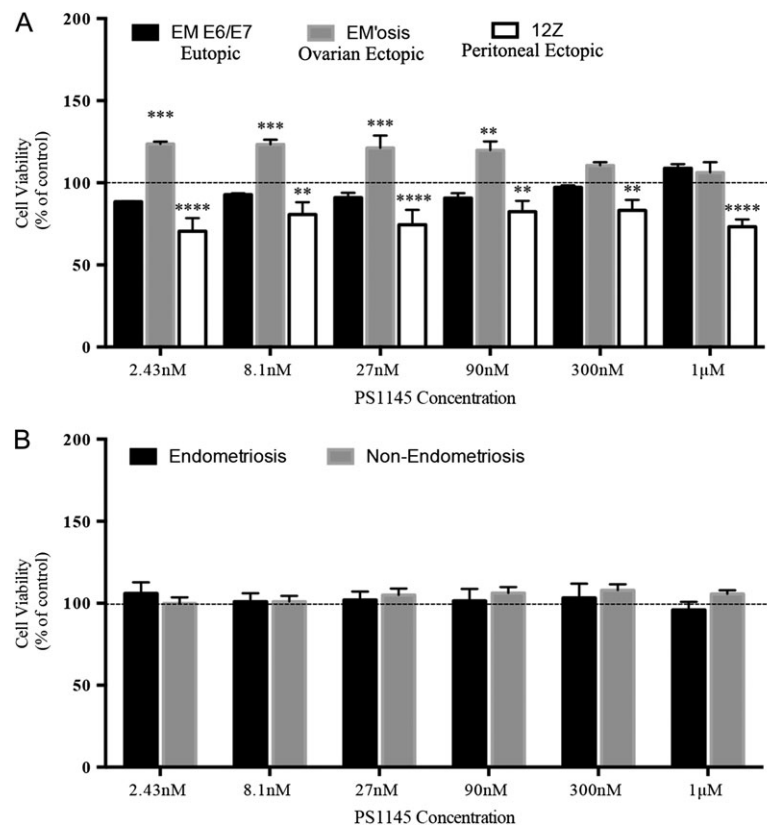 A
EM E6/E7
Eutopic
EM'osis
Ovarian Ectopic
12Z
Peritoneal Ectopic
200
150
100
50
0
Cell Viability
(% of control)
***
***
***
**
****
**
****
**
**
****
2.43nM
8.1nM
27nM
90nM
300nM
1μM
PS1145 Concentration
B
Endometriosis
Non-Endometriosis
200
150
100
50
0
Cell Viability
(% of control)
2.43nM
8.1nM
27nM
90nM
300nM
1μM
PS1145 Concentration